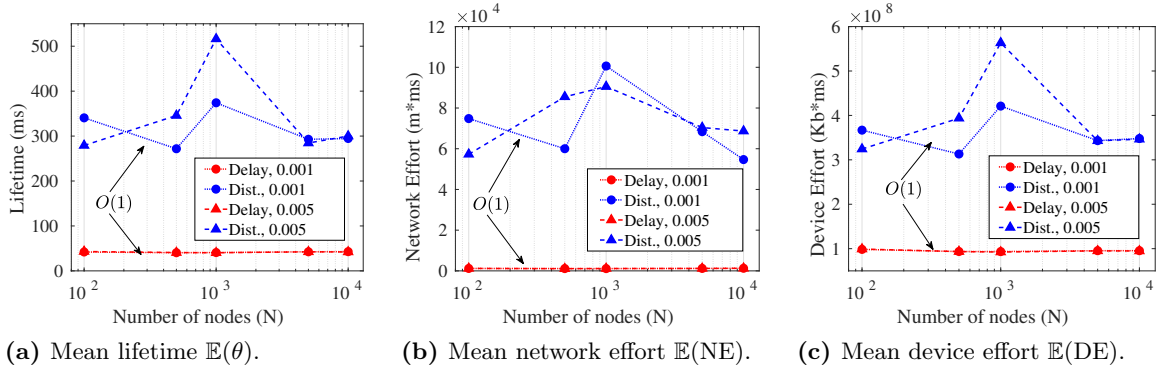 500
400
300
200
100
0
10^2
10^3
10^4
Lifetime (ms)
Number of nodes (N)
O(1)
Delay, 0.001
Dist., 0.001
Delay, 0.005
Dist., 0.005
(a) Mean lifetime 𝔼(θ).
×10^4
12
10
8
6
4
2
0
10^2
10^3
10^4
Network Effort (m*ms)
Number of nodes (N)
O(1)
Delay, 0.001
Dist., 0.001
Delay, 0.005
Dist., 0.005
(b) Mean network effort 𝔼(NE).
×10^8
6
5
4
3
2
1
10^2
10^3
10^4
Device Effort (Kb*ms)
Number of nodes (N)
O(1)
Delay, 0.001
Dist., 0.001
Delay, 0.005
Dist., 0.005
(c) Mean device effort 𝔼(DE).